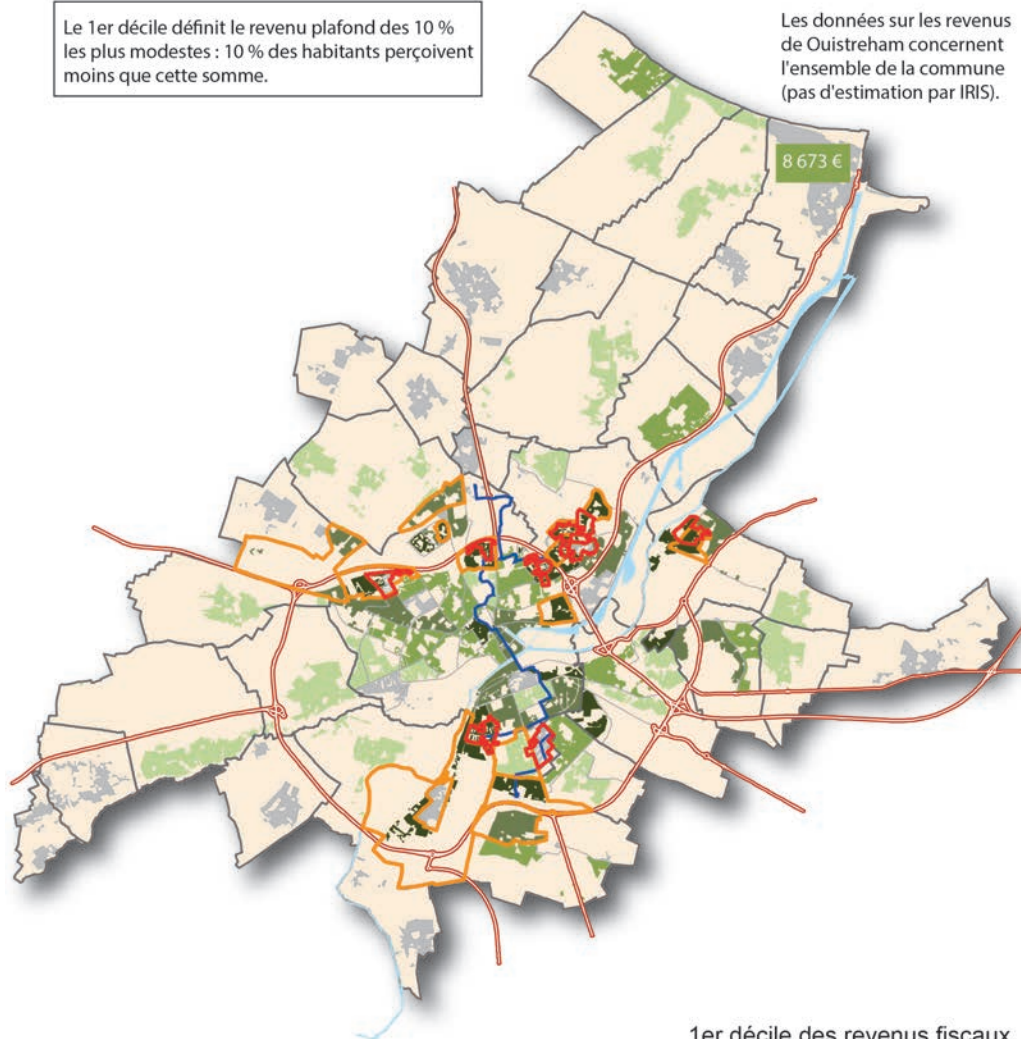 Le 1er décile définit le revenu plafond des 10 %
les plus modestes : 10 % des habitants perçoivent
moins que cette somme.
Les données sur les revenus
de Ouistreham concernent
l'ensemble de la commune
(pas d'estimation par IRIS).
8 673 €
1er décile des revenus fiscaux